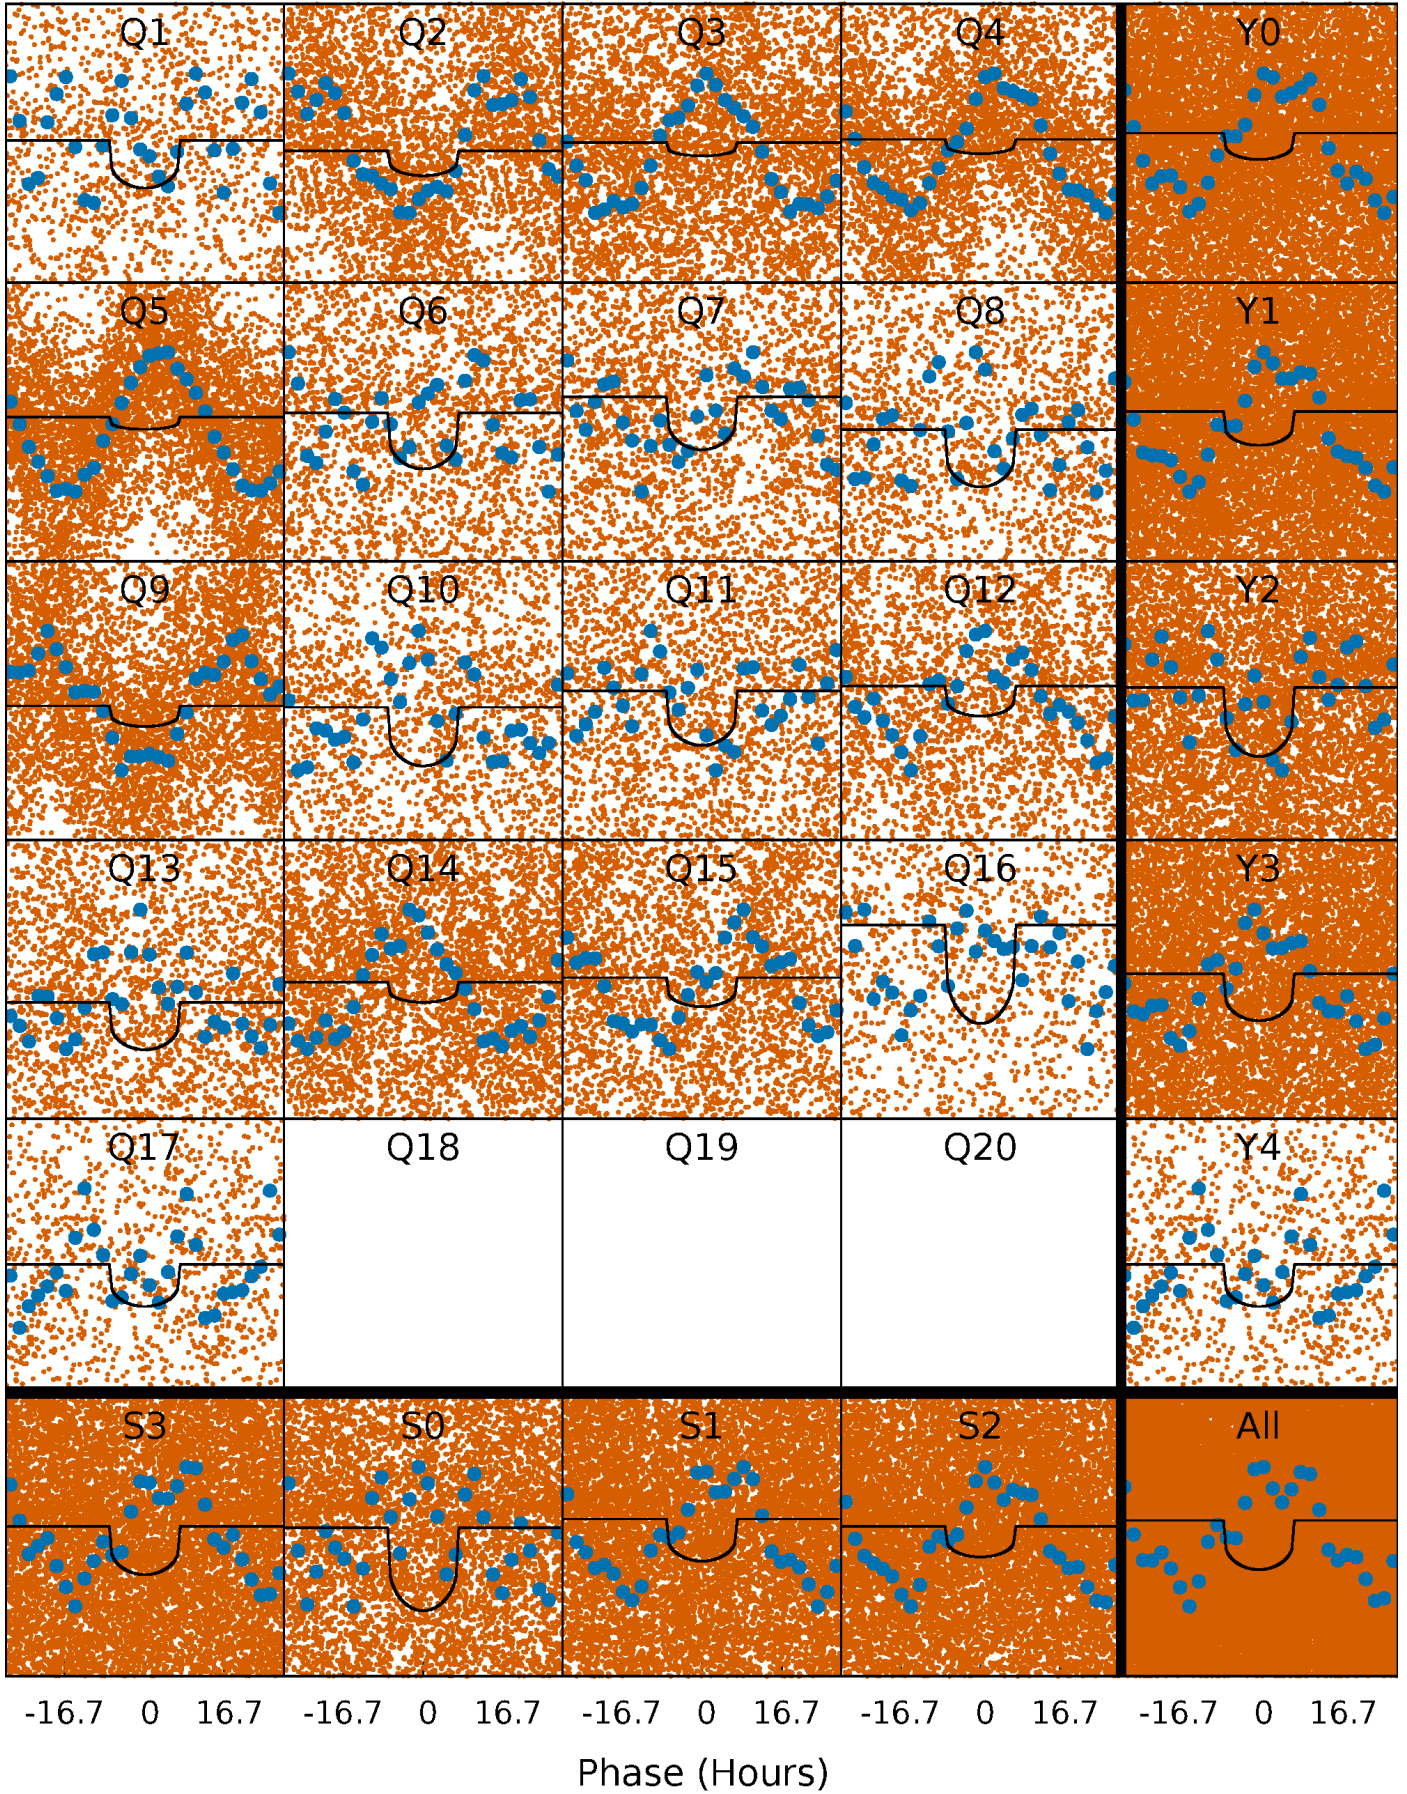 Q1 Q2 Q3 Q4 Y0
Q5 Q6 Q7 Q8 Y1
Q9 Q10 Q11 Q12 Y2
Q13 Q14 Q15 Q16 Y3
Q17 Q18 Q19 Q20 Y4
S3 S0 S1 S2 All
-16.7 0 16.7 -16.7 0 16.7 -16.7 0 16.7 -16.7 0 16.7 -16.7 0 16.7
Phase (Hours)